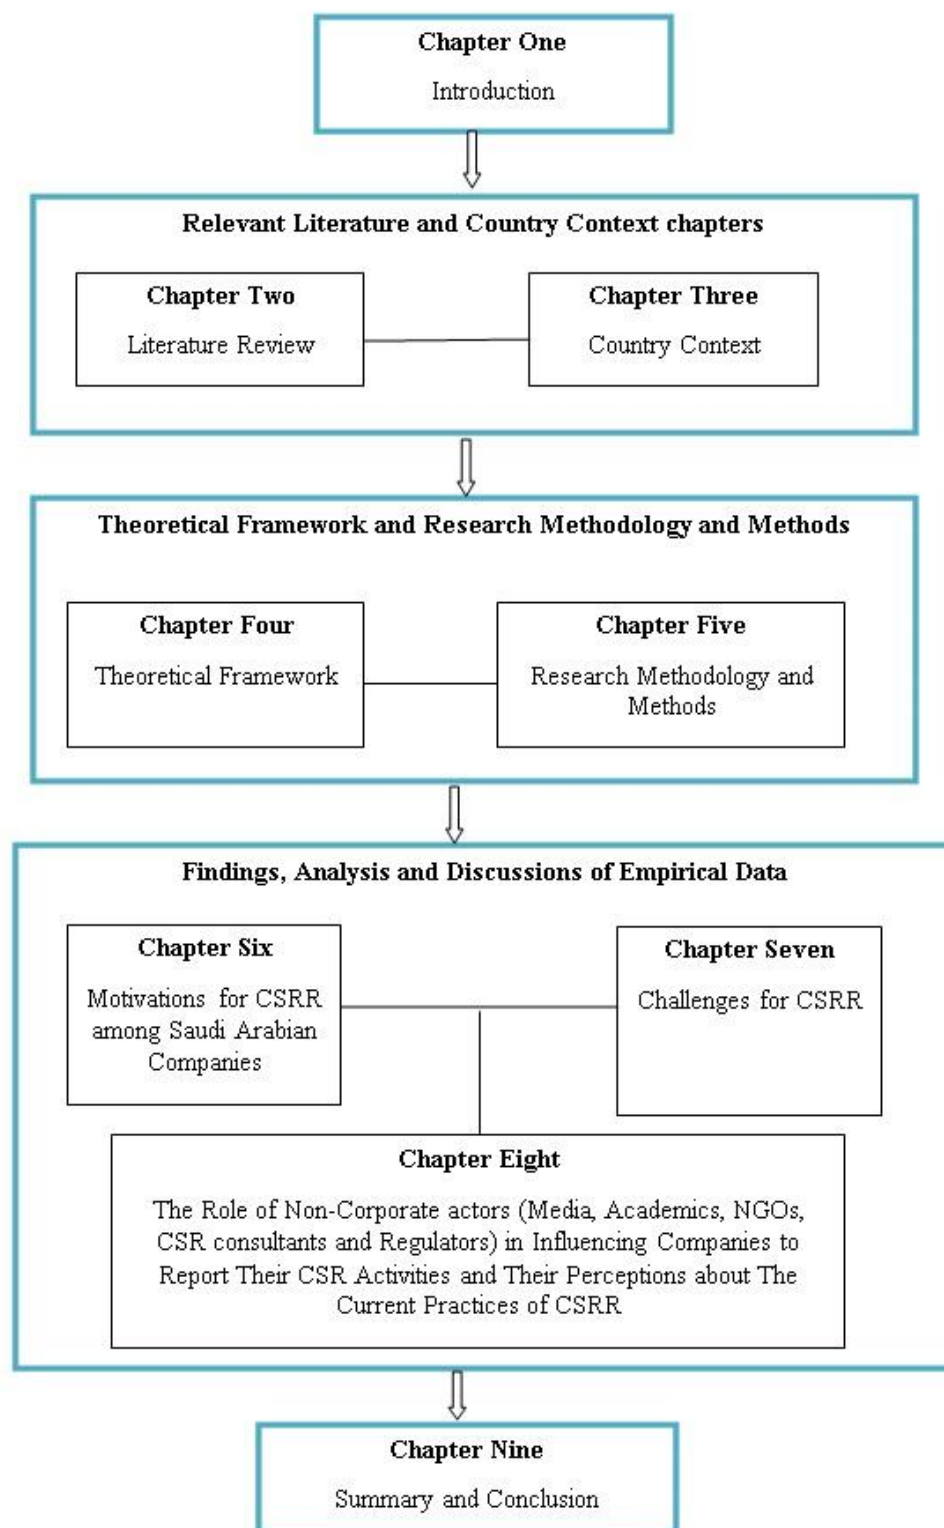 Chapter One
Introduction
Relevant Literature and Country Context chapters
Chapter Two
Literature Review
Chapter Three
Country Context
Theoretical Framework and Research Methodology and Methods
Chapter Four
Theoretical Framework
Chapter Five
Research Methodology and
Methods
Findings, Analysis and Discussions of Empirical Data
Chapter Six
Motivations for CSRR
among Saudi Arabian
Companies
Chapter Seven
Challenges for CSRR
Chapter Eight
The Role of Non-Corporate actors (Media, Academics, NGOs,
CSR consultants and Regulators) in Influencing Companies to
Report Their CSR Activities and Their Perceptions about The
Current Practices of CSRR
Chapter Nine
Summary and Conclusion